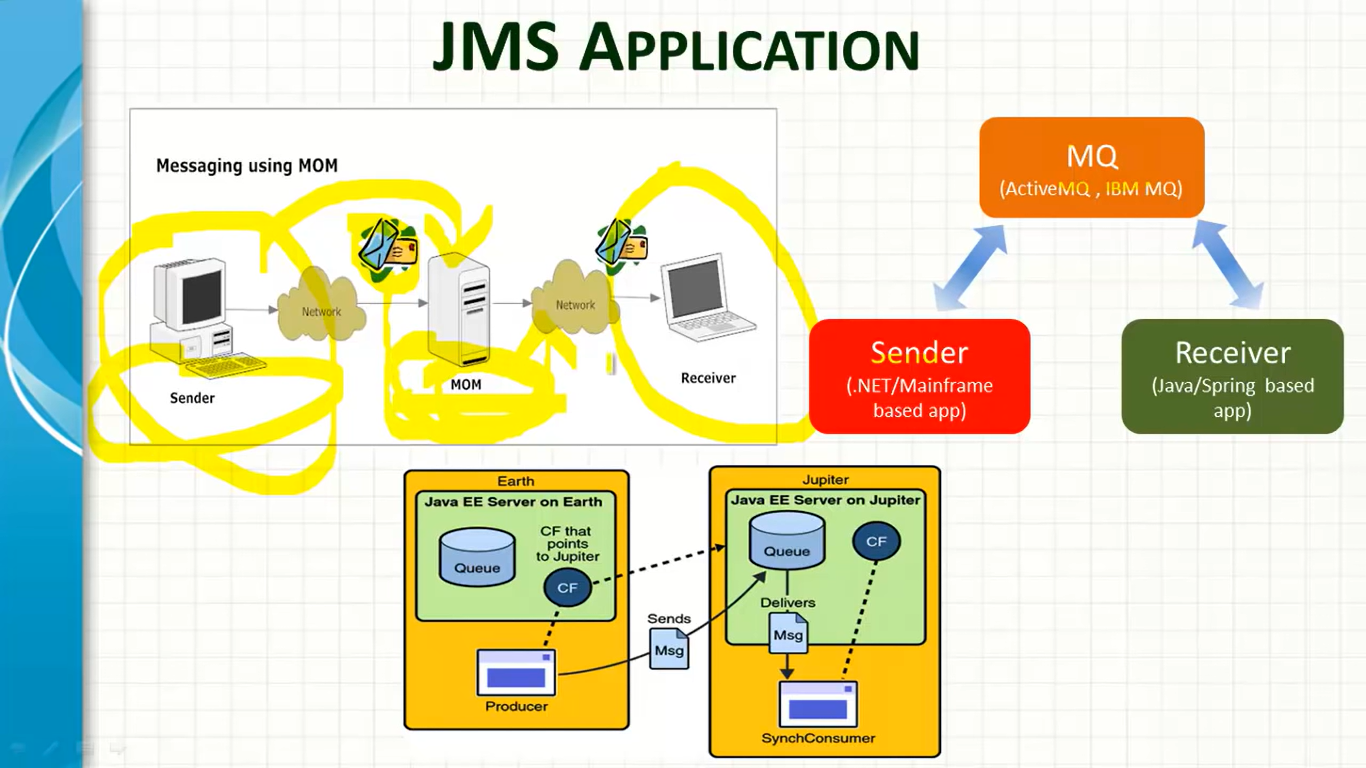 JMS APPLICATION
Messaging using MOM
Network
Network
Sender
MOM
Receiver
MQ
(ActiveMQ , IBM MQ)
Sender
(.NET/Mainframe
based app)
Receiver
(Java/Spring based
app)
Earth
Java EE Server on Earth
Queue
CF that
points
to Jupiter
CF
Producer
Sends
Msg
Jupiter
Java EE Server on Jupiter
Queue
CF
Delivers
Msg
SynchConsumer